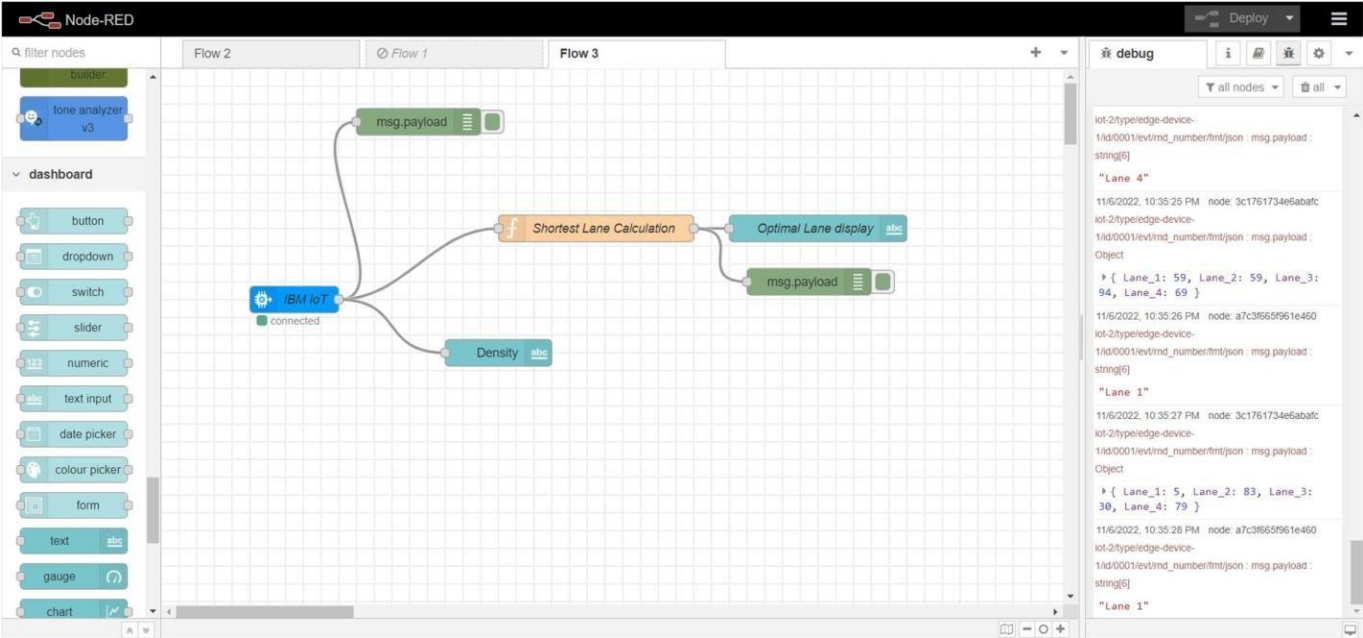 Node-RED
Deploy
filter nodes
Flow 2
Flow 1
Flow 3
debug
i
all nodes
all
builder
tone analyzer
v3
dashboard
button
dropdown
switch
slider
123
numeric
abc
text input
date picker
colour picker
form
text
abc
gauge
chart
msg.payload
f
Shortest Lane Calculation
Optimal Lane display
abc
msg.payload
IBM IoT
connected
Density
abc
iot-2/type/edge-device-
1/id/0001/evt/rnd_number/fmt/json : msg.payload :
string[6]
"Lane 4"
11/6/2022, 10:35:25 PM node: 3c1761734e6abafc
iot-2/type/edge-device-
1/id/0001/evt/rnd_number/fmt/json : msg.payload :
Object
{ Lane_1: 59, Lane_2: 59, Lane_3:
94, Lane_4: 69 }
11/6/2022, 10:35:26 PM node: a7c3f665f961e460
iot-2/type/edge-device-
1/id/0001/evt/rnd_number/fmt/json : msg.payload :
string[6]
"Lane 1"
11/6/2022, 10:35:27 PM node: 3c1761734e6abafc
iot-2/type/edge-device-
1/id/0001/evt/rnd_number/fmt/json : msg.payload :
Object
{ Lane_1: 5, Lane_2: 83, Lane_3:
30, Lane_4: 79 }
11/6/2022, 10:35:28 PM node: a7c3f665f961e460
iot-2/type/edge-device-
1/id/0001/evt/rnd_number/fmt/json : msg.payload :
string[6]
"Lane 1"